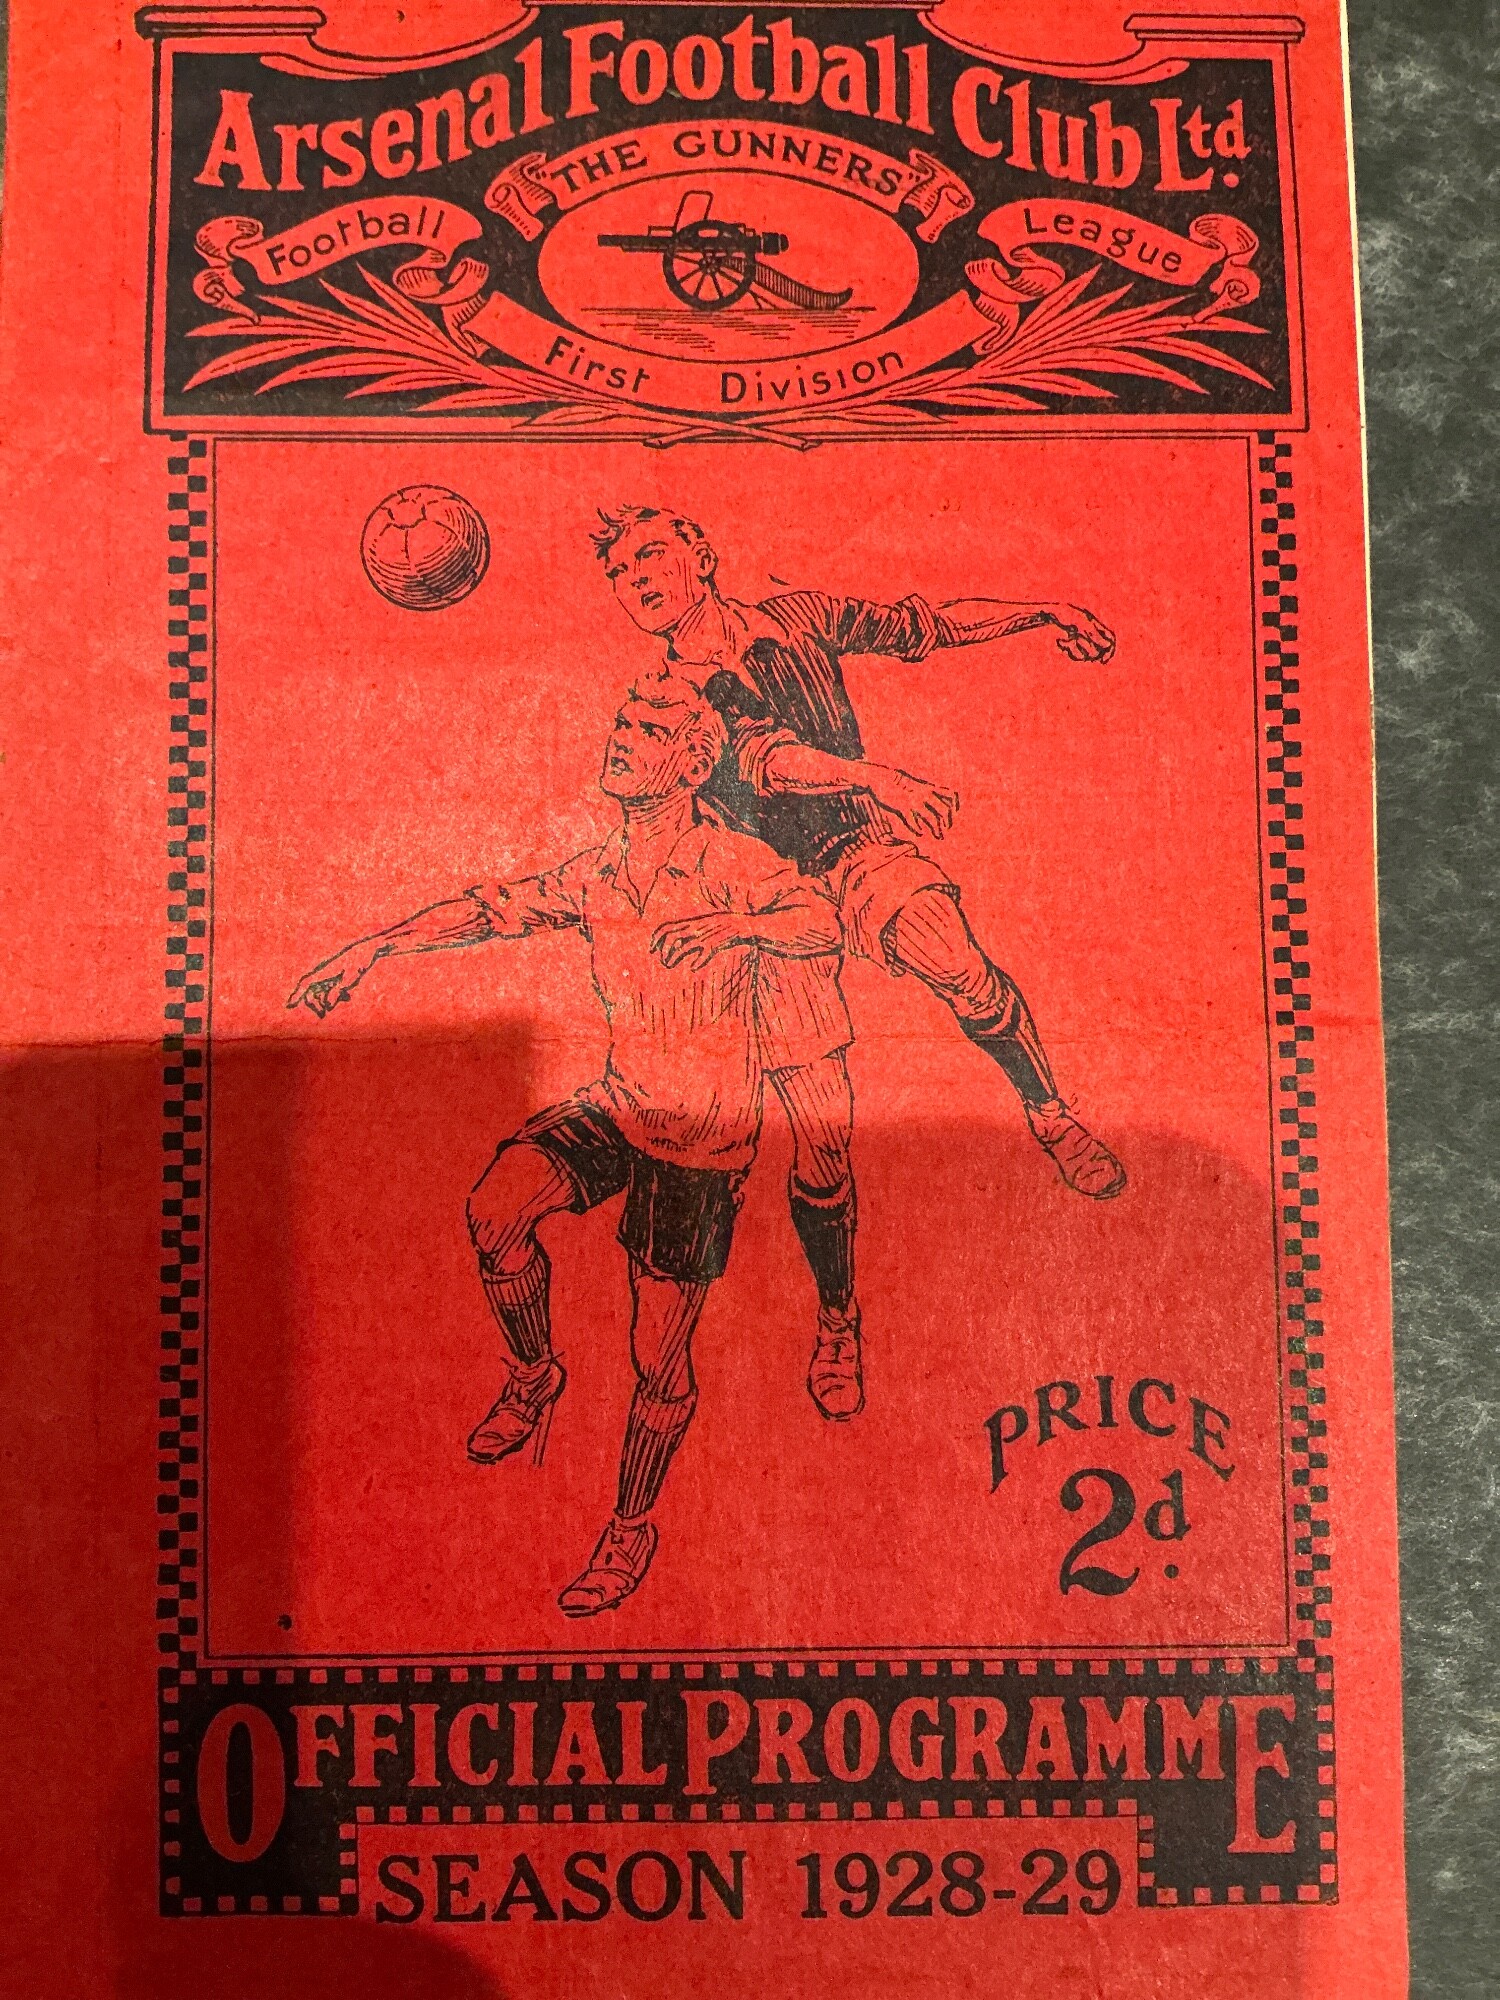 Arsenal Football Club Ltd.
"THE GUNNERS"
Football League
First Division
PRICE
2d.
OFFICIAL PROGRAMME
SEASON 1928-29